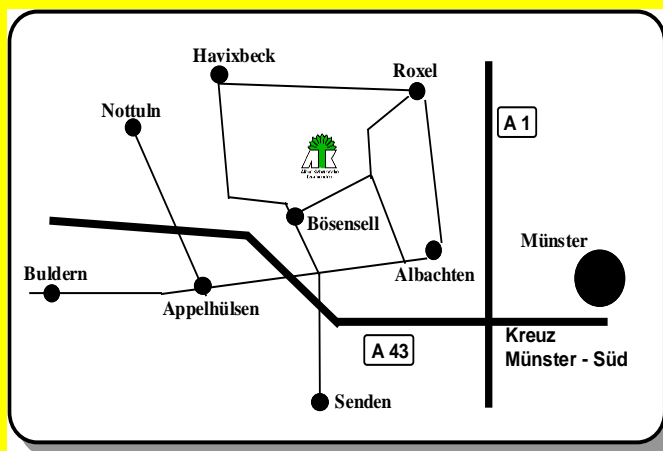 Havixbeck
Roxel
Nottuln
A 1
Bösensell
Münster
Buldern
Albachten
Appelhülsen
Kreuz
Münster - Süd
A 43
Senden